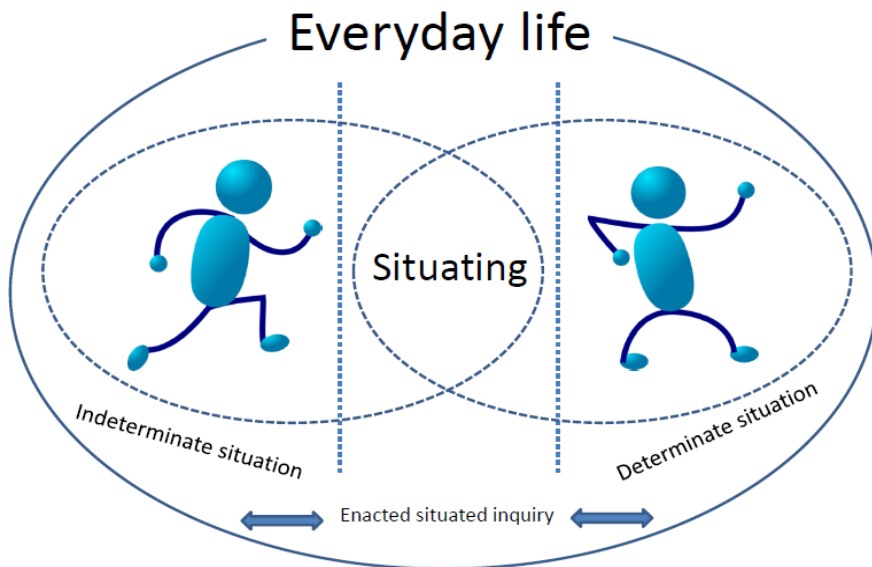 Everyday life
Situating
Indeterminate situation
Determinate situation
Enacted situated inquiry